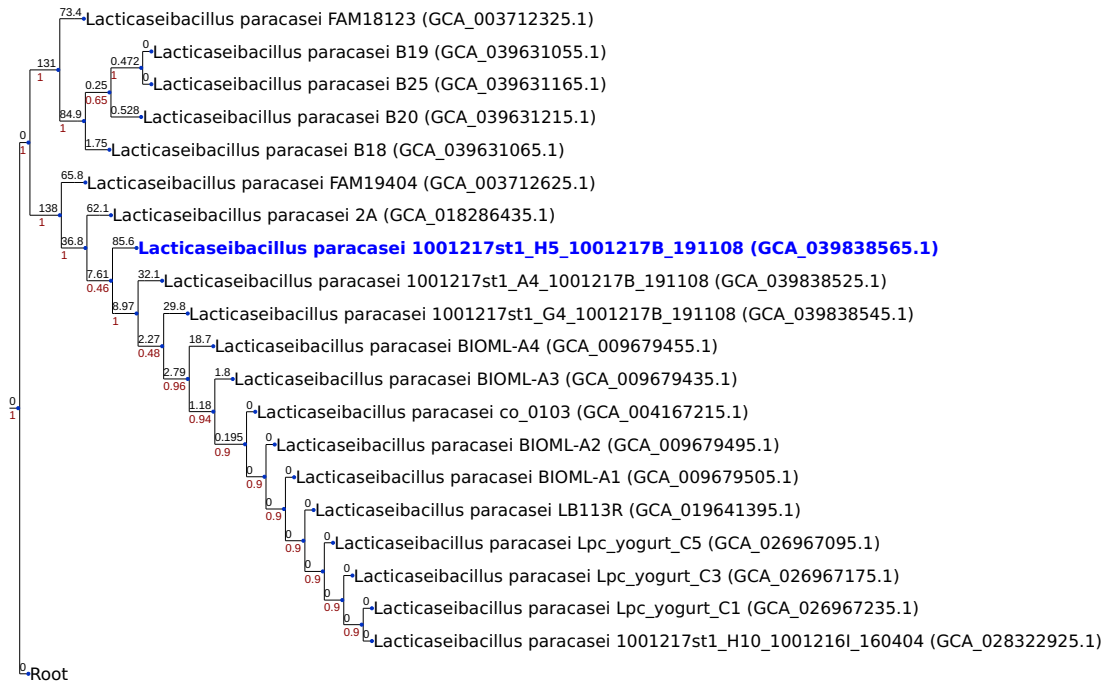 73.4 Lacticaseibacillus paracasei FAM18123 (GCA_003712325.1)
0 Lacticaseibacillus paracasei B19 (GCA_039631055.1)
131 0.472
1 1
0 Lacticaseibacillus paracasei B25 (GCA_039631165.1)
0.25
0.65
0.528 Lacticaseibacillus paracasei B20 (GCA_039631215.1)
84.9
1
0 1.75 Lacticaseibacillus paracasei B18 (GCA_039631065.1)
1
65.8 Lacticaseibacillus paracasei FAM19404 (GCA_003712625.1)
138 62.1 Lacticaseibacillus paracasei 2A (GCA_018286435.1)
1
36.8 85.6 Lacticaseibacillus paracasei 1001217st1_H5_1001217B_191108 (GCA_039838565.1)
1
7.61 32.1 Lacticaseibacillus paracasei 1001217st1_A4_1001217B_191108 (GCA_039838525.1)
0.46
8.97 29.8 Lacticaseibacillus paracasei 1001217st1_G4_1001217B_191108 (GCA_039838545.1)
1
2.27 18.7 Lacticaseibacillus paracasei BIOML-A4 (GCA_009679455.1)
0.48
2.79 1.8 Lacticaseibacillus paracasei BIOML-A3 (GCA_009679435.1)
0.96
0 1.18 0 Lacticaseibacillus paracasei co_0103 (GCA_004167215.1)
1 0.94
0.195 0 Lacticaseibacillus paracasei BIOML-A2 (GCA_009679495.1)
0.9
0 0 Lacticaseibacillus paracasei BIOML-A1 (GCA_009679505.1)
0.9
0 0 Lacticaseibacillus paracasei LB113R (GCA_019641395.1)
0.9
0 0 Lacticaseibacillus paracasei Lpc_yogurt_C5 (GCA_026967095.1)
0.9
0 0 Lacticaseibacillus paracasei Lpc_yogurt_C3 (GCA_026967175.1)
0.9
0 0 Lacticaseibacillus paracasei Lpc_yogurt_C1 (GCA_026967235.1)
0.9
0 0 Lacticaseibacillus paracasei 1001217st1_H10_1001216I_160404 (GCA_028322925.1)
0.9
0 Root